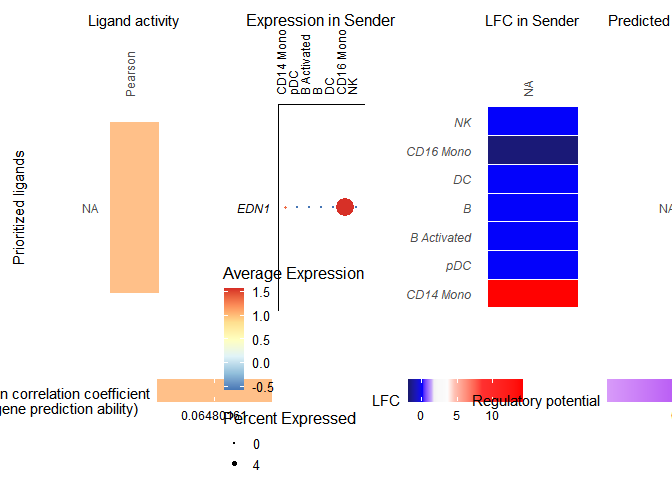 Ligand activity
Expression in Sender
LFC in Sender
Predicted
Pearson
CD14 Mono
pDC
B Activated
B
DC
CD16 Mono
NK
NA
Prioritized ligands
NA
EDN1
NK
CD16 Mono
DC
B
B Activated
pDC
CD14 Mono
NA
Average Expression
1.5
1.0
0.5
0.0
-0.5
n correlation coefficient
gene prediction ability)
LFC
0
5
10
Regulatory potential
Percent Expressed
0
4